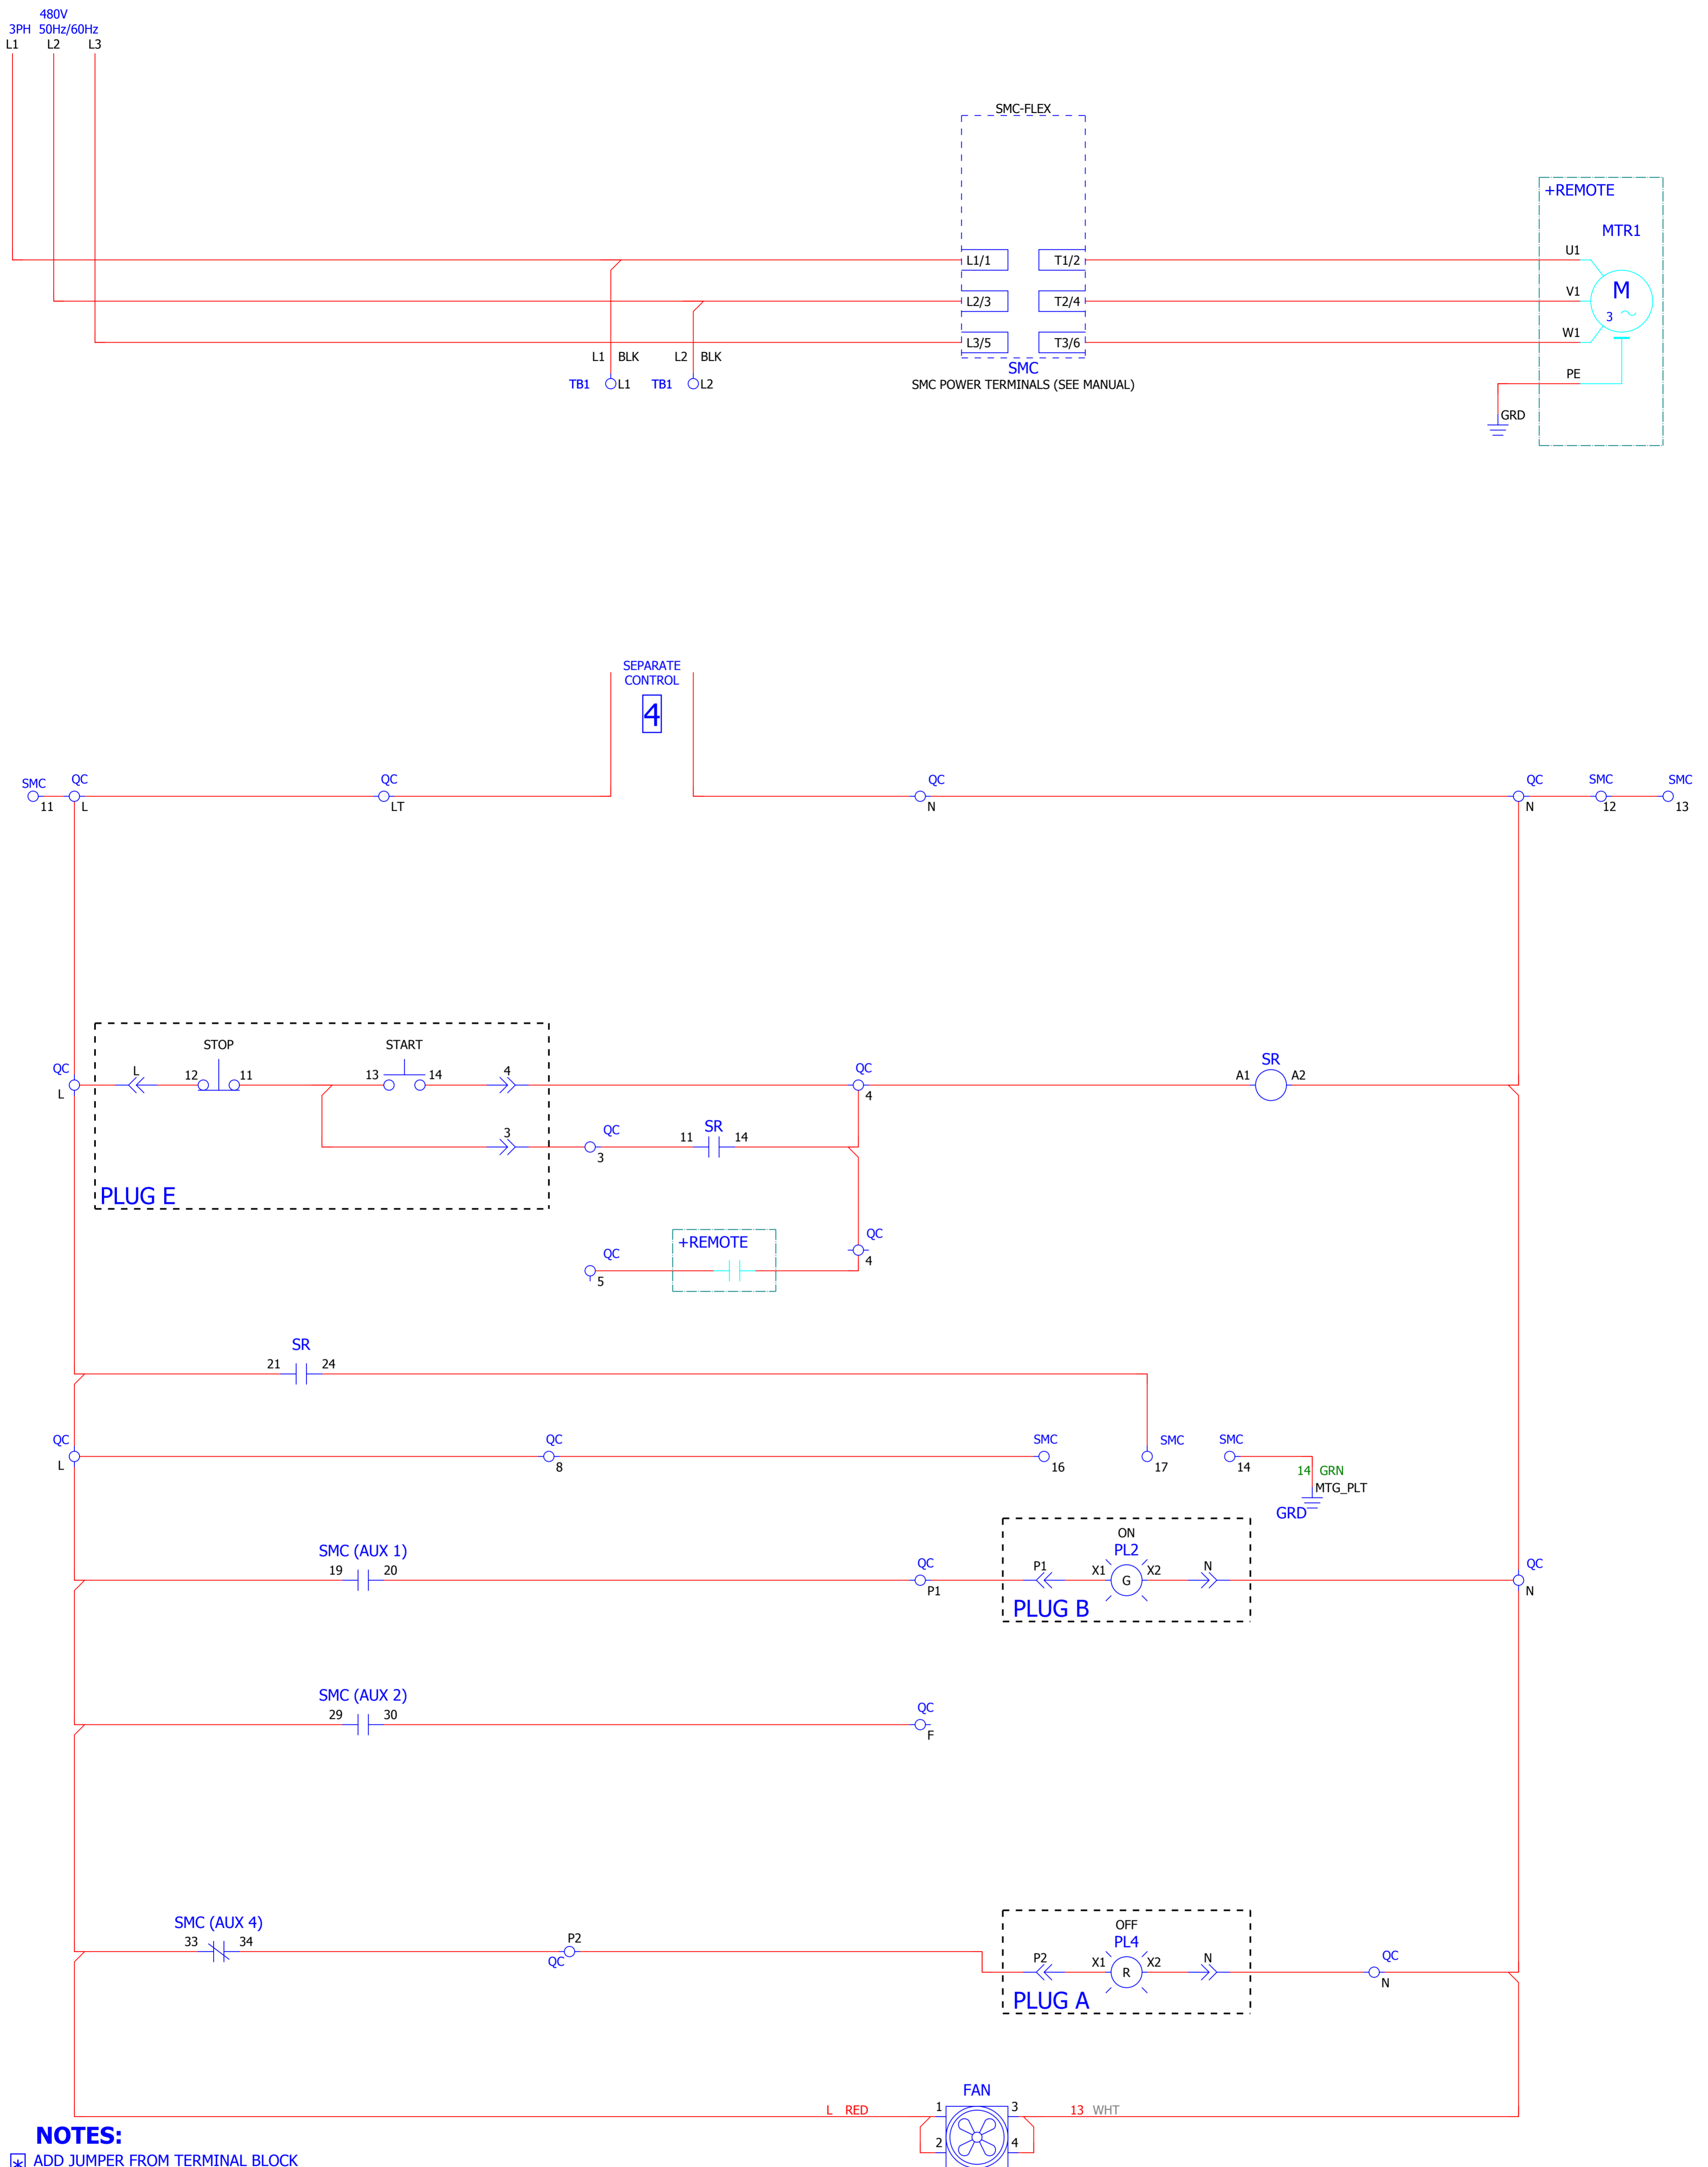 480V
3PH 50Hz/60Hz
L1 L2 L3
SMC-FLEX
+REMOTE
MTR1
L1/1 T1/2 U1
L2/3 T2/4 V1 M
3
L3/5 T3/6 W1
L1 BLK L2 BLK
SMC
TB1 L1 TB1 L2
SMC POWER TERMINALS (SEE MANUAL)
PE
GRD
SEPARATE
CONTROL
4
SMC QC QC QC QC SMC SMC
11 L LT N N 12 13
STOP START
QC L 12 11 13 14 4 QC A1 SR A2
L 4
3 QC 11 SR 14
3
PLUG E
+REMOTE
QC QC
5 4
SR
21 24
QC QC SMC SMC SMC
L 8 16 17 14
14 GRN
MTG_PLT
GRD
SMC (AUX 1)
19 20
ON
PL2
QC P1 X1 G X2 N QC
P1 N
PLUG B
SMC (AUX 2)
29 30 QC
F
SMC (AUX 4)
33 34 P2
QC
OFF
PL4
P2 X1 R X2 N QC
N
PLUG A
FAN
L RED 1 3 13 WHT
2 4
NOTES:
* ADD JUMPER FROM TERMINAL BLOCK